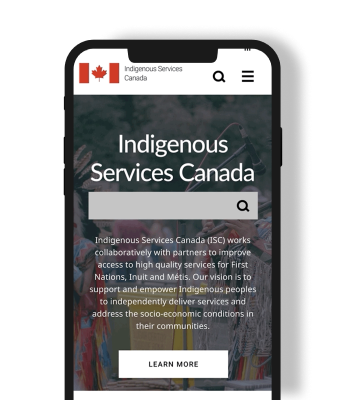 Indigenous Services
Canada
Indigenous
Services Canada
Indigenous Services Canada (ISC) works
collaboratively with partners to improve
access to high quality services for First
Nations, Inuit and Métis. Our vision is to
support and empower Indigenous peoples
to independently deliver services and
address the socio-economic conditions in
their communities.
LEARN MORE